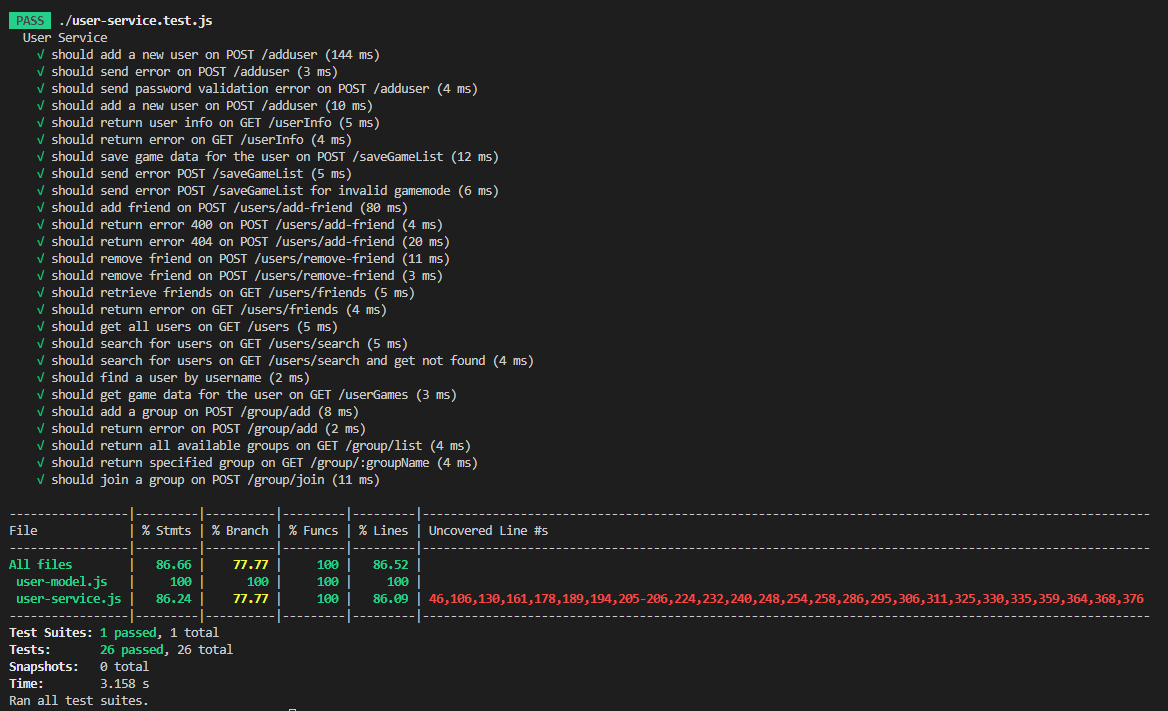 PASS ./user-service.test.js
User Service
√ should add a new user on POST /adduser (144 ms)
√ should send error on POST /adduser (3 ms)
√ should send password validation error on POST /adduser (4 ms)
√ should add a new user on POST /adduser (10 ms)
√ should return user info on GET /userInfo (5 ms)
√ should return error on GET /userInfo (4 ms)
√ should save game data for the user on POST /saveGameList (12 ms)
√ should send error POST /saveGameList (5 ms)
√ should send error POST /saveGameList for invalid gamemode (6 ms)
√ should add friend on POST /users/add-friend (80 ms)
√ should return error 400 on POST /users/add-friend (4 ms)
√ should return error 404 on POST /users/add-friend (20 ms)
√ should remove friend on POST /users/remove-friend (11 ms)
√ should remove friend on POST /users/remove-friend (3 ms)
√ should retrieve friends on GET /users/friends (5 ms)
√ should return error on GET /users/friends (4 ms)
√ should get all users on GET /users (5 ms)
√ should search for users on GET /users/search (5 ms)
√ should search for users on GET /users/search and get not found (4 ms)
√ should find a user by username (2 ms)
√ should get game data for the user on GET /userGames (3 ms)
√ should add a group on POST /group/add (8 ms)
√ should return error on POST /group/add (2 ms)
√ should return all available groups on GET /group/list (4 ms)
√ should return specified group on GET /group/:groupName (4 ms)
√ should join a group on POST /group/join (11 ms)
File | % Stmts | % Branch | % Funcs | % Lines | Uncovered Line #s
All files | 86.66 | 77.77 | 100 | 86.52 |
user-model.js | 100 | 100 | 100 | 100 |
user-service.js | 86.24 | 77.77 | 100 | 86.09 | 46,106,130,161,178,189,194,205-206,224,232,240,248,254,258,286,295,306,311,325,330,335,359,364,368,376
Test Suites: 1 passed, 1 total
Tests: 26 passed, 26 total
Snapshots: 0 total
Time: 3.158 s
Ran all test suites.